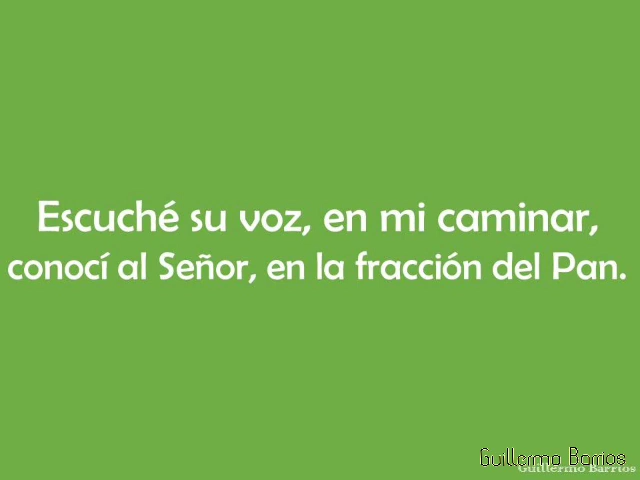 Escuché su voz, en mi caminar,
conocí al Señor, en la fracción del Pan.
Guillermo Barrios
Guillermo Barrios